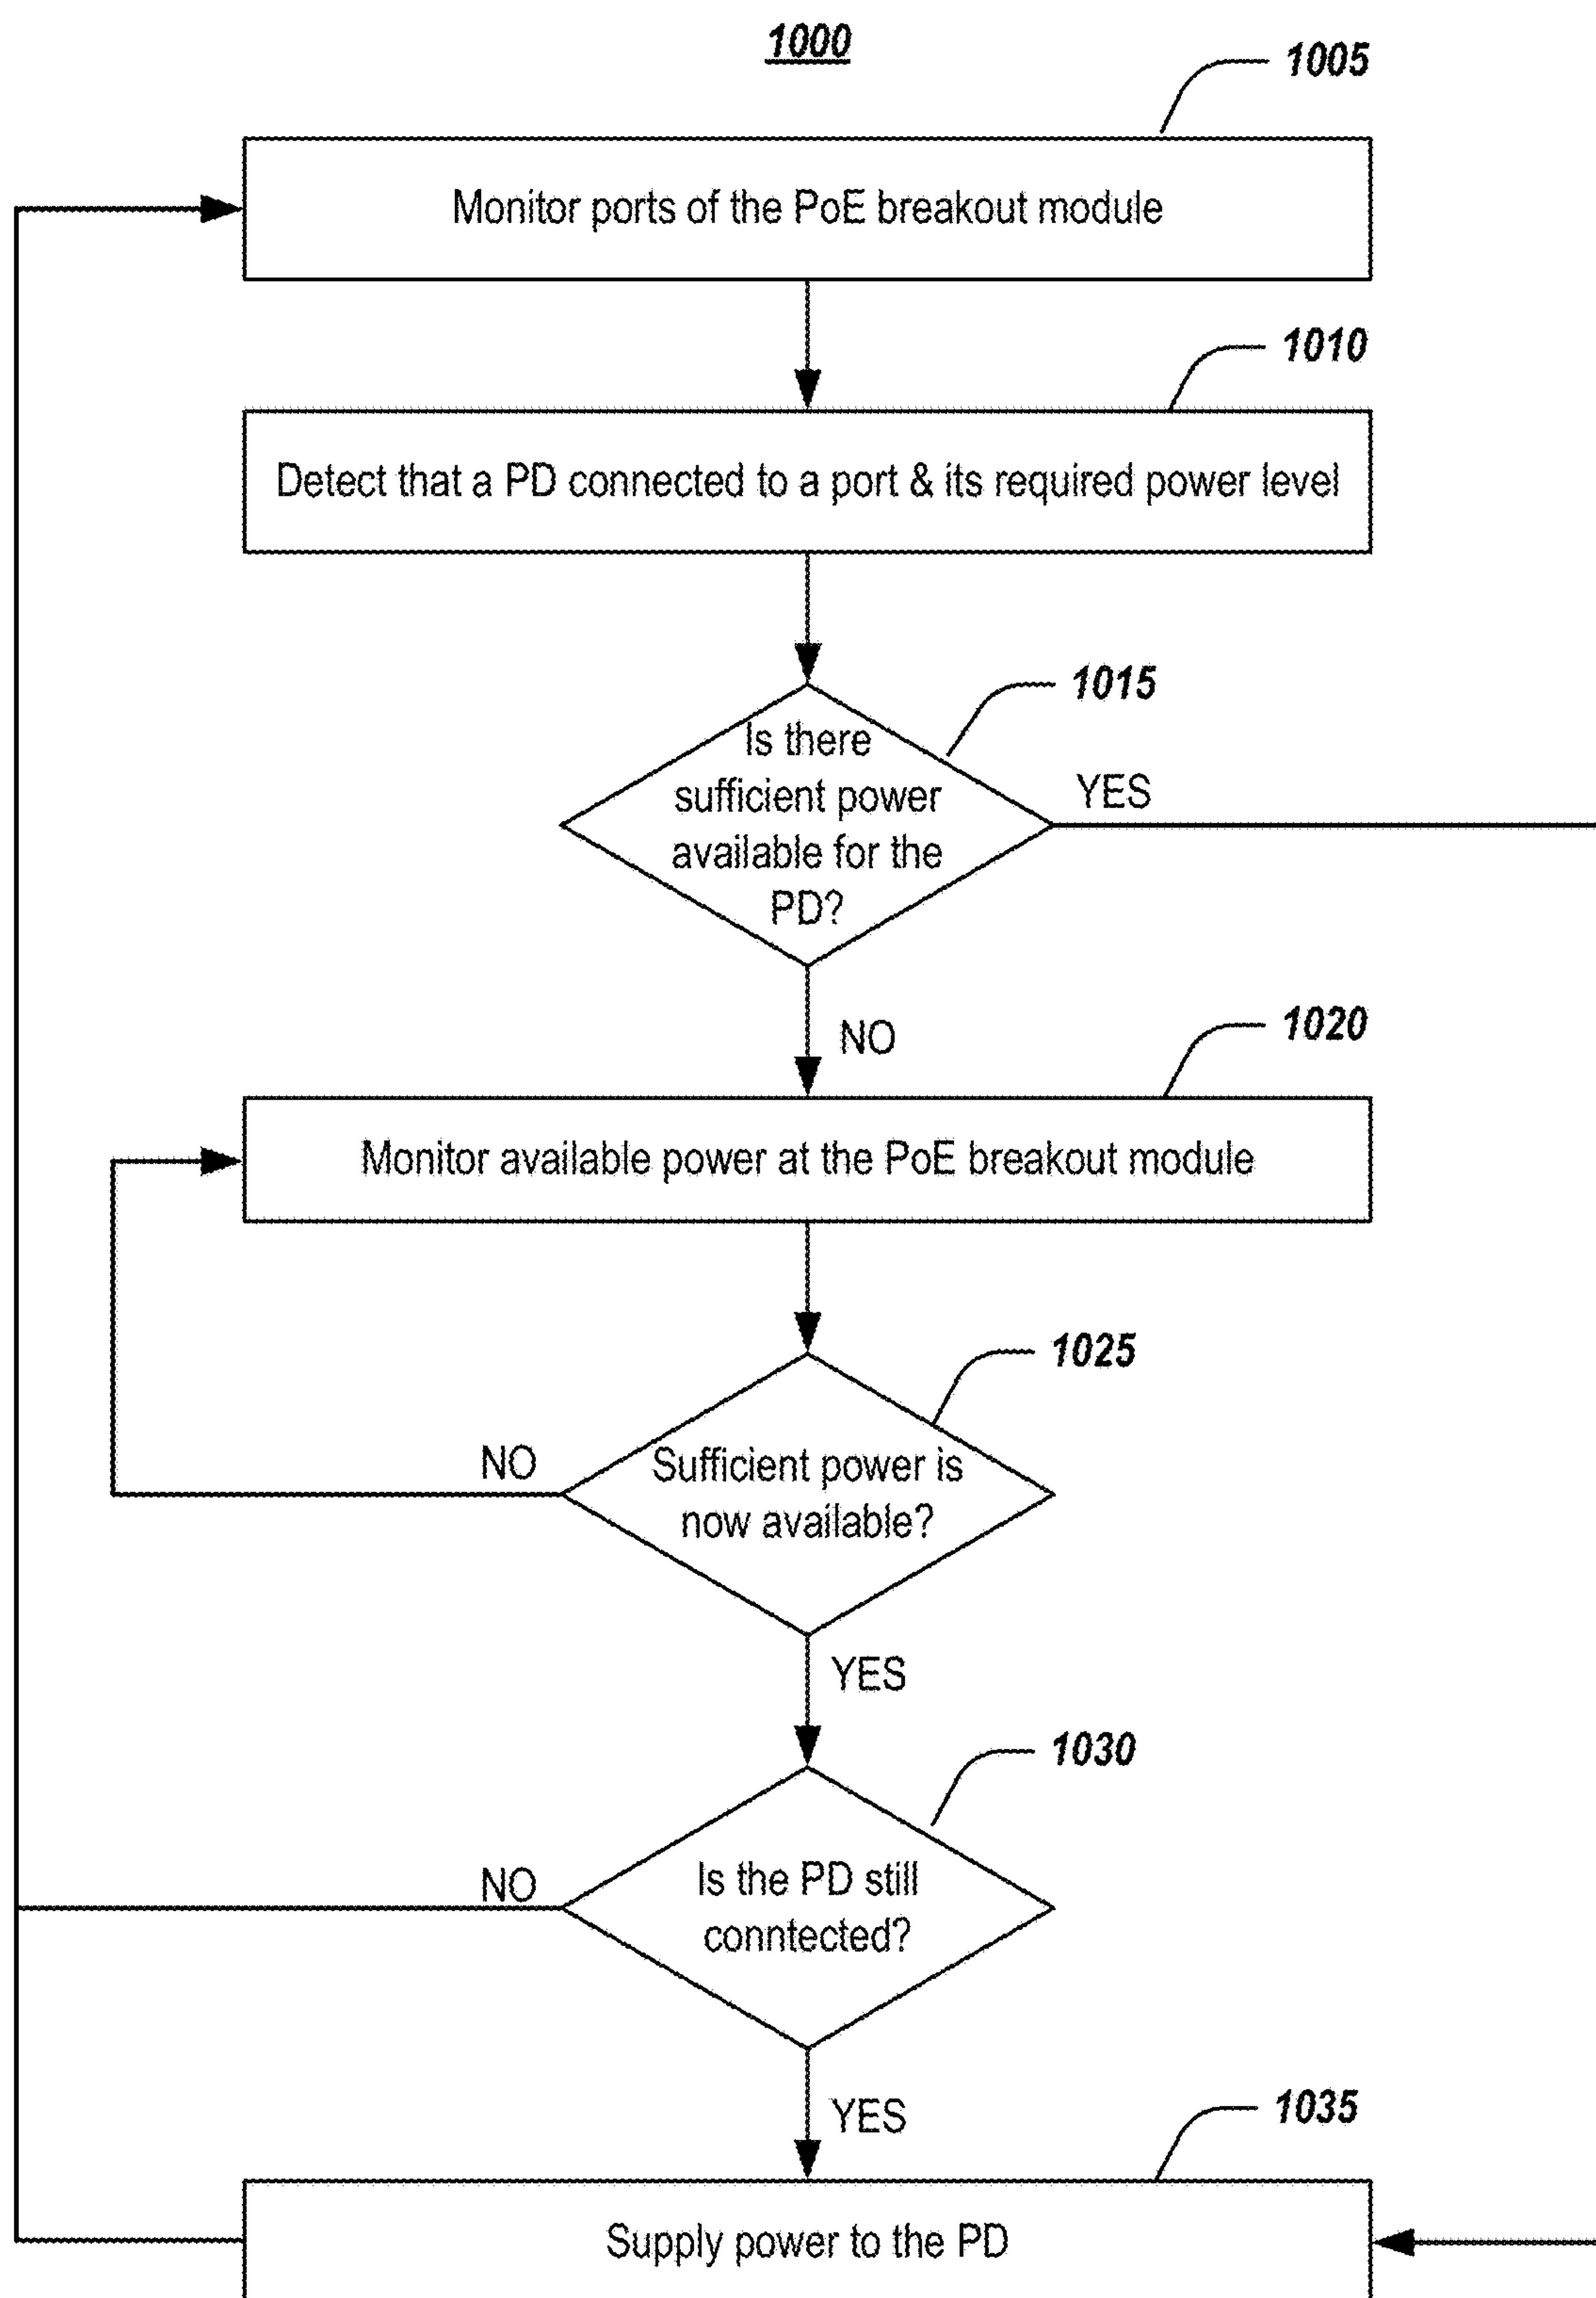 1000
1005
Monitor ports of the PoE breakout module
1010
Detect that a PD connected to a port & its required power level
1015
Is there
sufficient power
available for the
PD?
YES
NO
1020
Monitor available power at the PoE breakout module
1025
Sufficient power is
now available?
NO
YES
1030
Is the PD still
conntected?
NO
YES
1035
Supply power to the PD